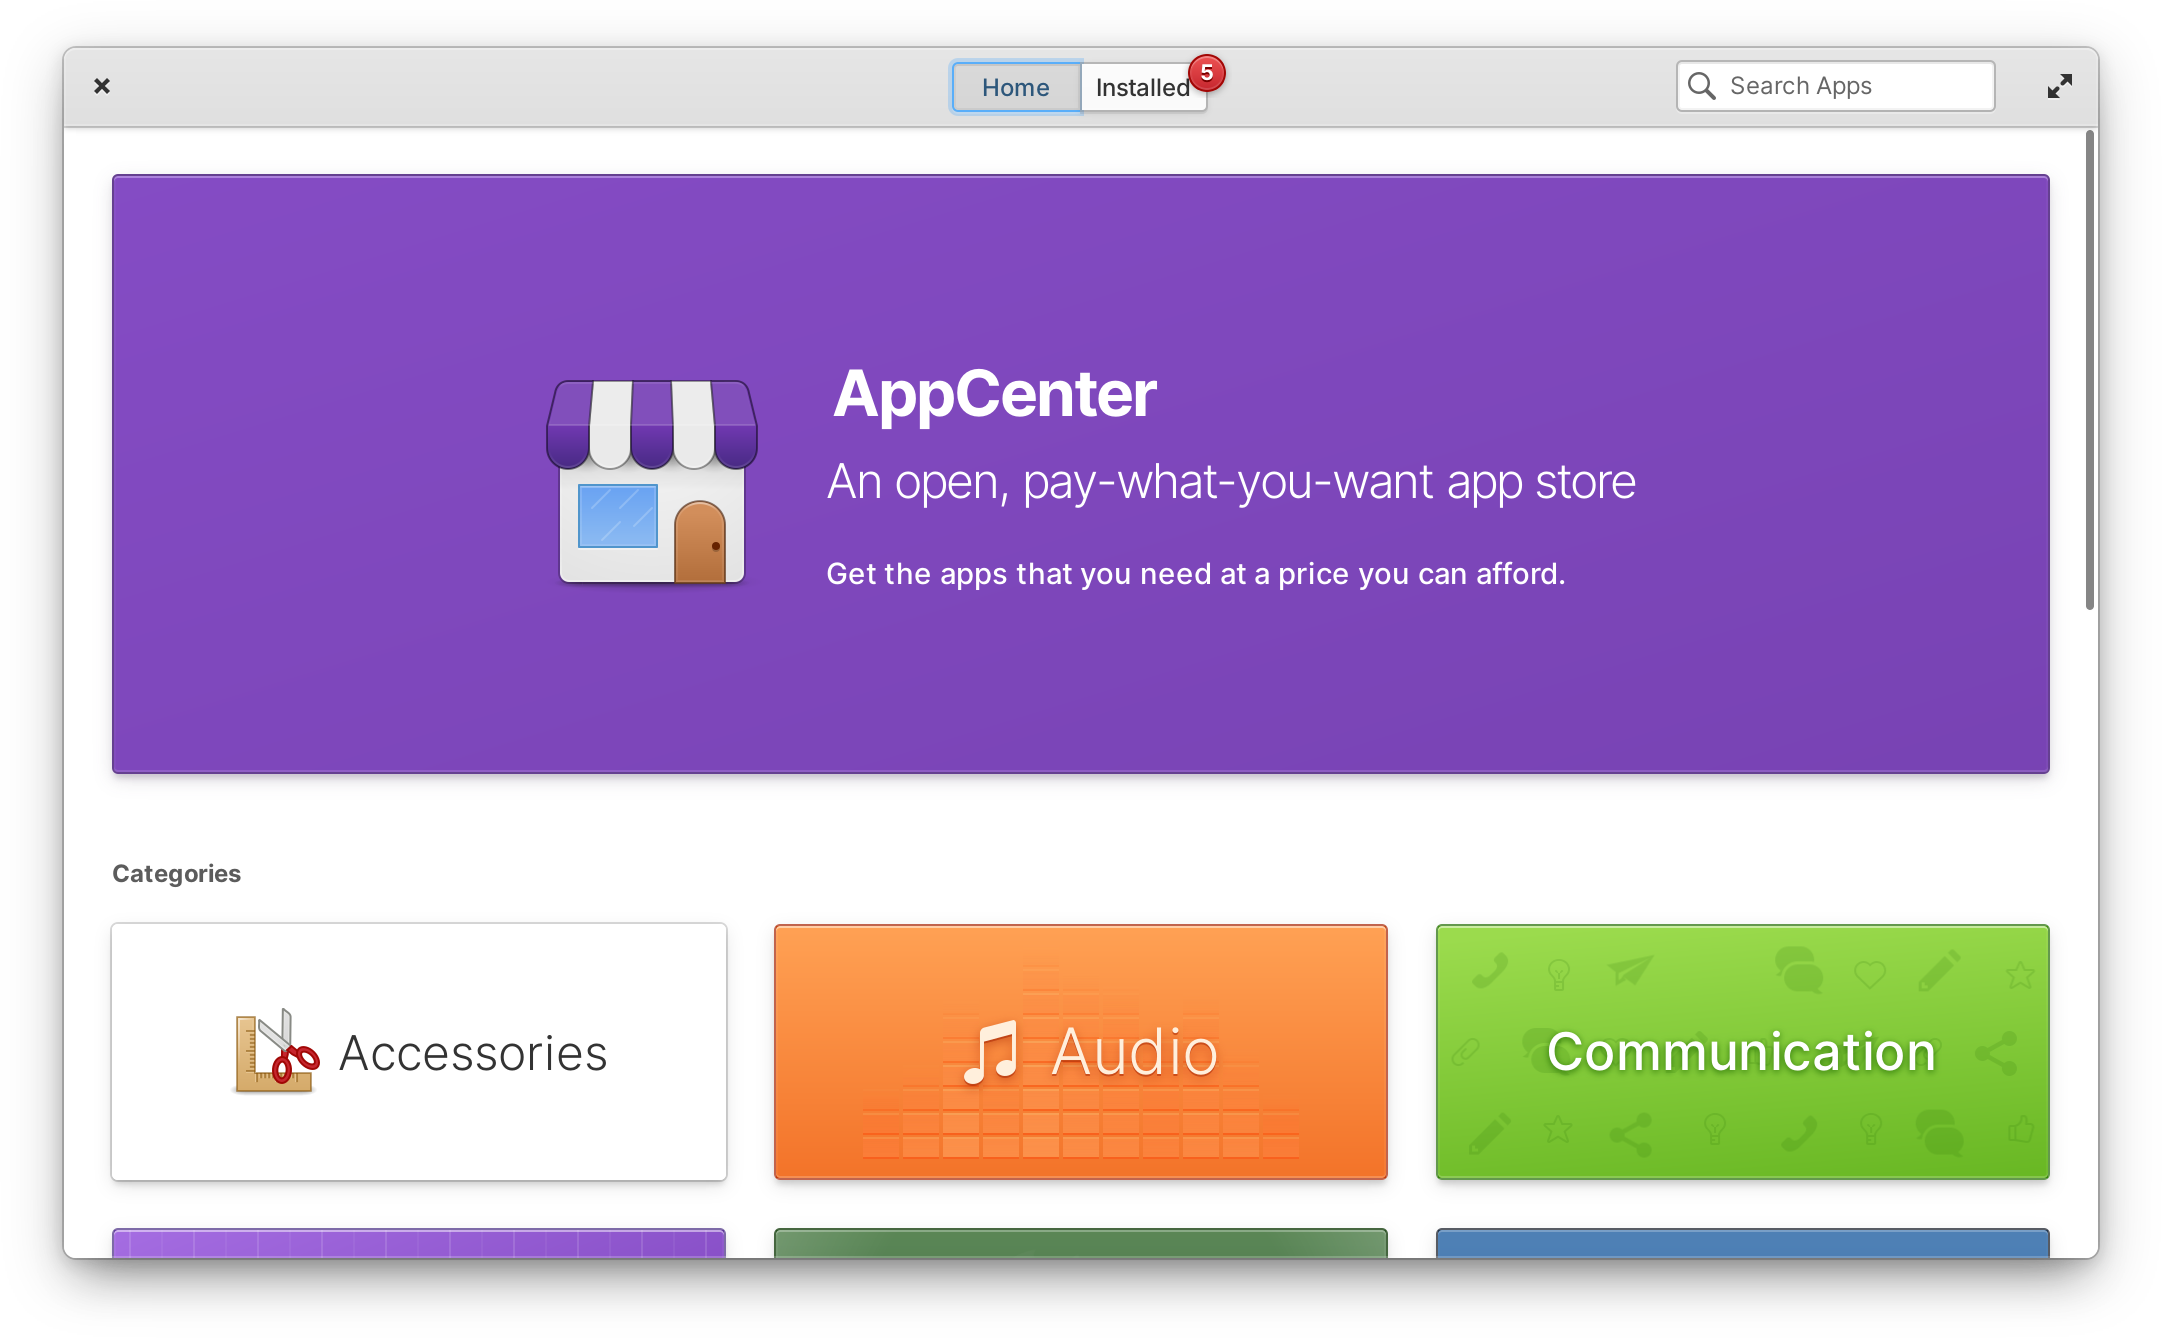 Home
Installed
5
Search Apps
AppCenter
An open, pay-what-you-want app store
Get the apps that you need at a price you can afford.
Categories
Accessories
Audio
Communication